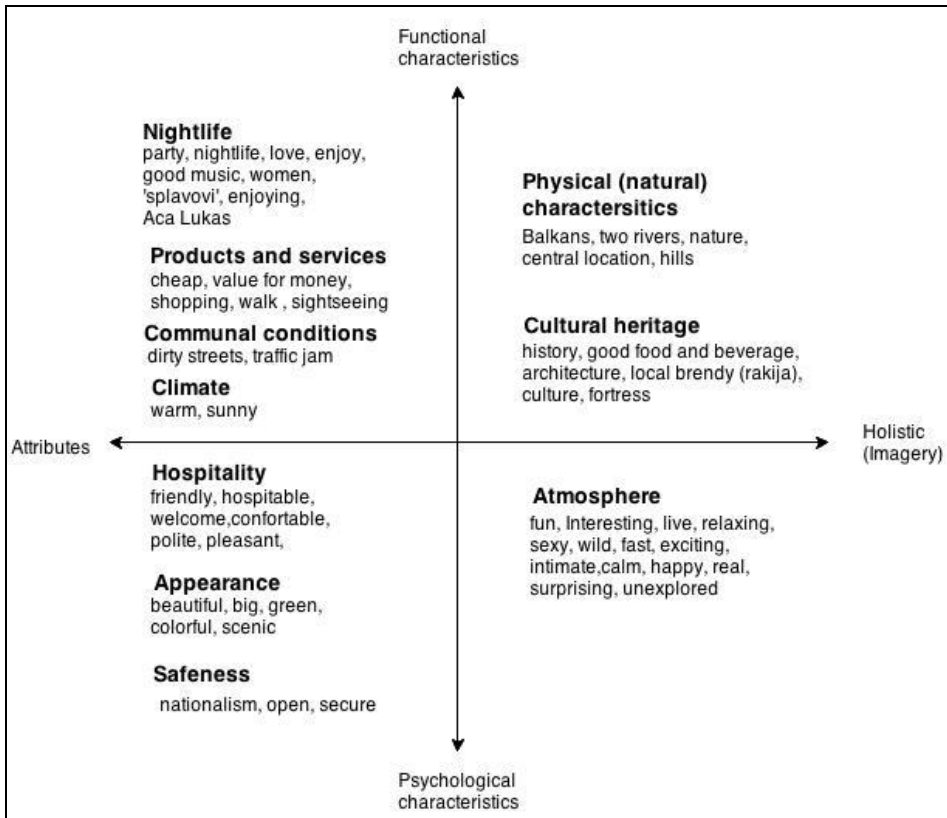 Functional
characteristics
Nightlife
party, nightlife, love, enjoy,
good music, women,
'splavovi', enjoying,
Aca Lukas
Products and services
cheap, value for money,
shopping, walk , sightseeing
Communal conditions
dirty streets, traffic jam
Climate
warm, sunny
Physical (natural)
charactersitics
Balkans, two rivers, nature,
central location, hills
Cultural heritage
history, good food and beverage,
architecture, local brendy (rakija),
culture, fortress
Attributes
Holistic
(Imagery)
Hospitality
friendly, hospitable,
welcome,confortable,
polite, pleasant,
Appearance
beautiful, big, green,
colorful, scenic
Safeness
nationalism, open, secure
Atmosphere
fun, Interesting, live, relaxing,
sexy, wild, fast, exciting,
intimate,calm, happy, real,
surprising, unexplored
Psychological
characteristics